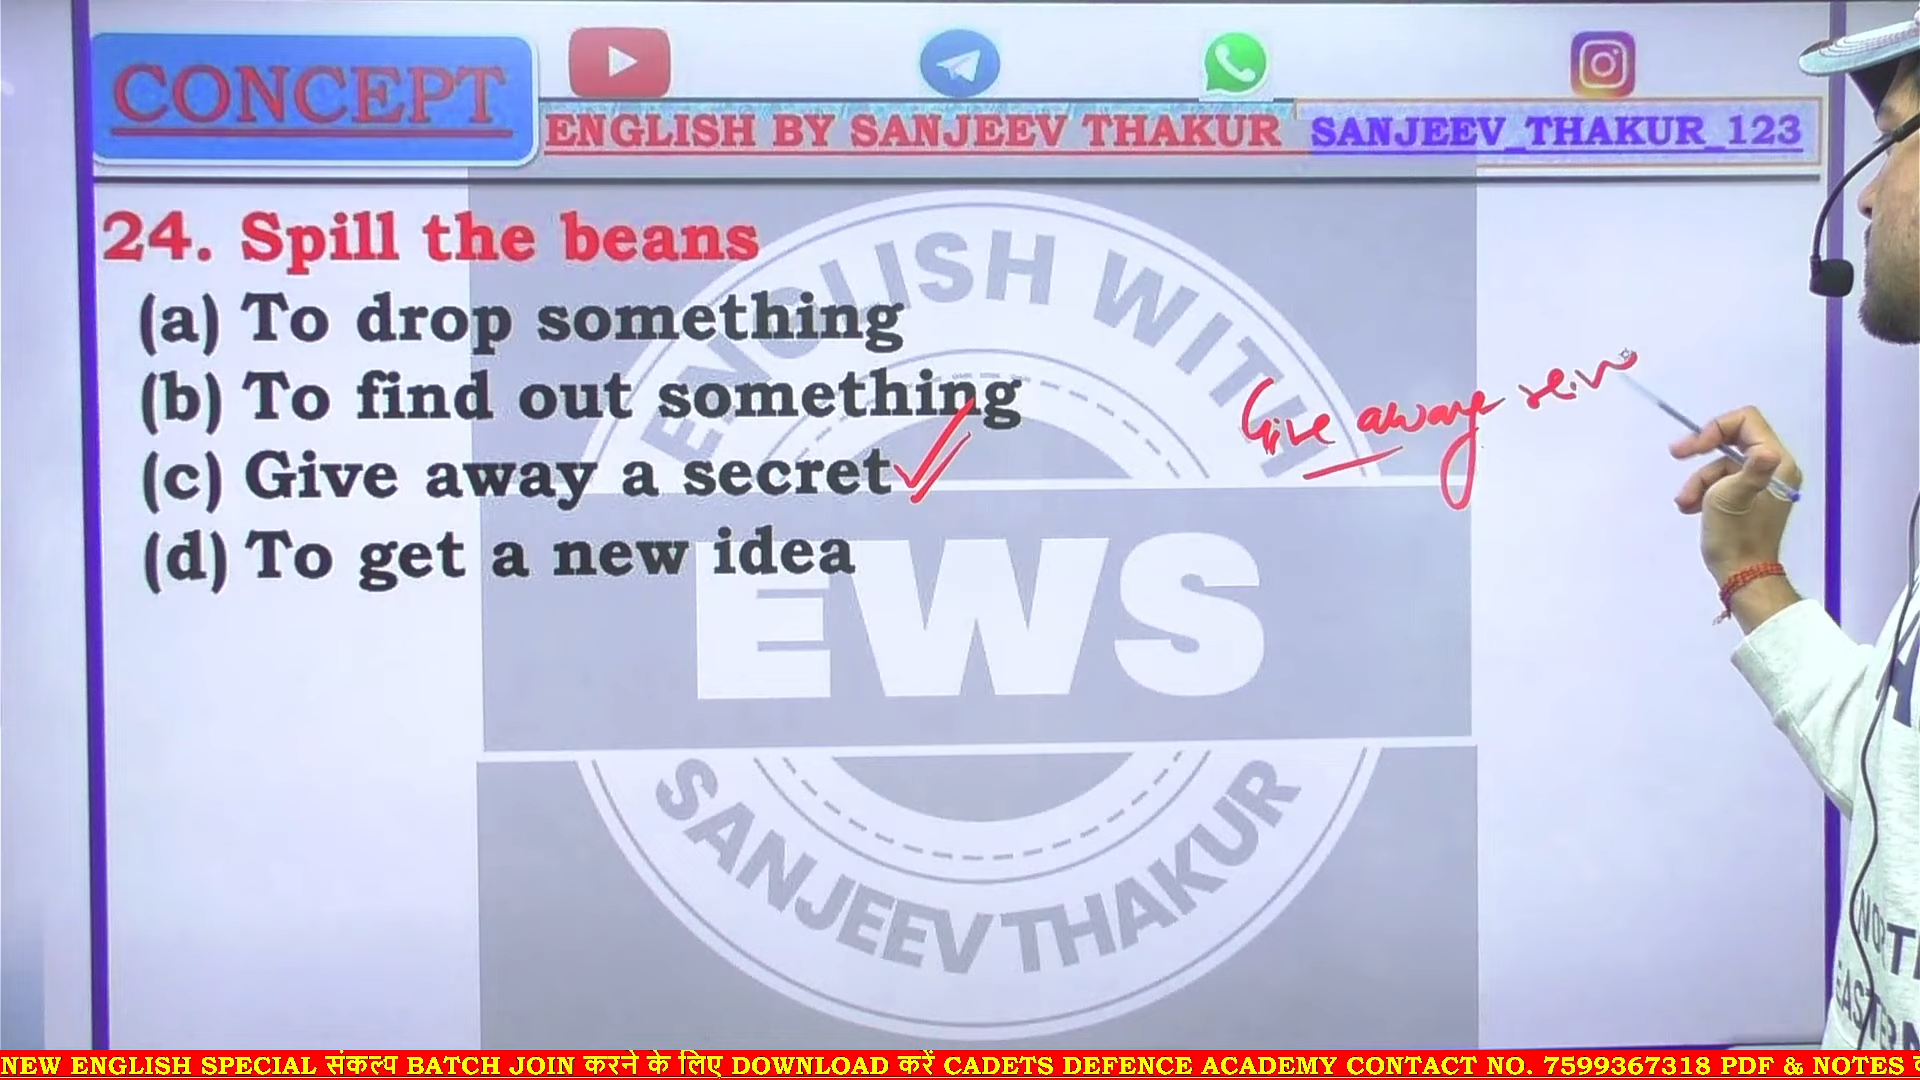 CONCEPT
ENGLISH BY SANJEEV THAKUR
SANJEEV_THAKUR_123
24. Spill the beans
(a) To drop something
(b) To find out something
(c) Give away a secret
(d) To get a new idea
Give away
ENGLISH WITH
EWS
SANJEEV THAKUR
NORTH
EASTERN
NEW ENGLISH SPECIAL संकल्प BATCH JOIN करने के लिए DOWNLOAD करें CADETS DEFENCE ACADEMY CONTACT NO. 7599367318 PDF & NOTES